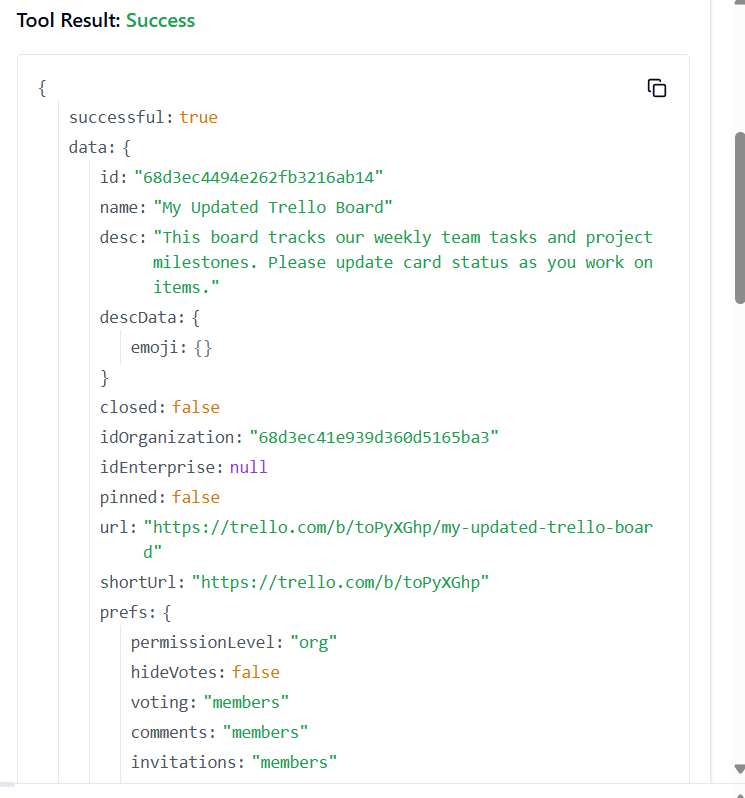 Tool Result: Success
{
successful: true
data: {
id: "68d3ec4494e262fb3216ab14"
name: "My Updated Trello Board"
desc: "This board tracks our weekly team tasks and project
milestones. Please update card status as you work on
items."
descData: {
emoji: {}
}
closed: false
idOrganization: "68d3ec41e939d360d5165ba3"
idEnterprise: null
pinned: false
url: "https://trello.com/b/toPyXGhp/my-updated-trello-boar
d"
shortUrl: "https://trello.com/b/toPyXGhp"
prefs: {
permissionLevel: "org"
hideVotes: false
voting: "members"
comments: "members"
invitations: "members"